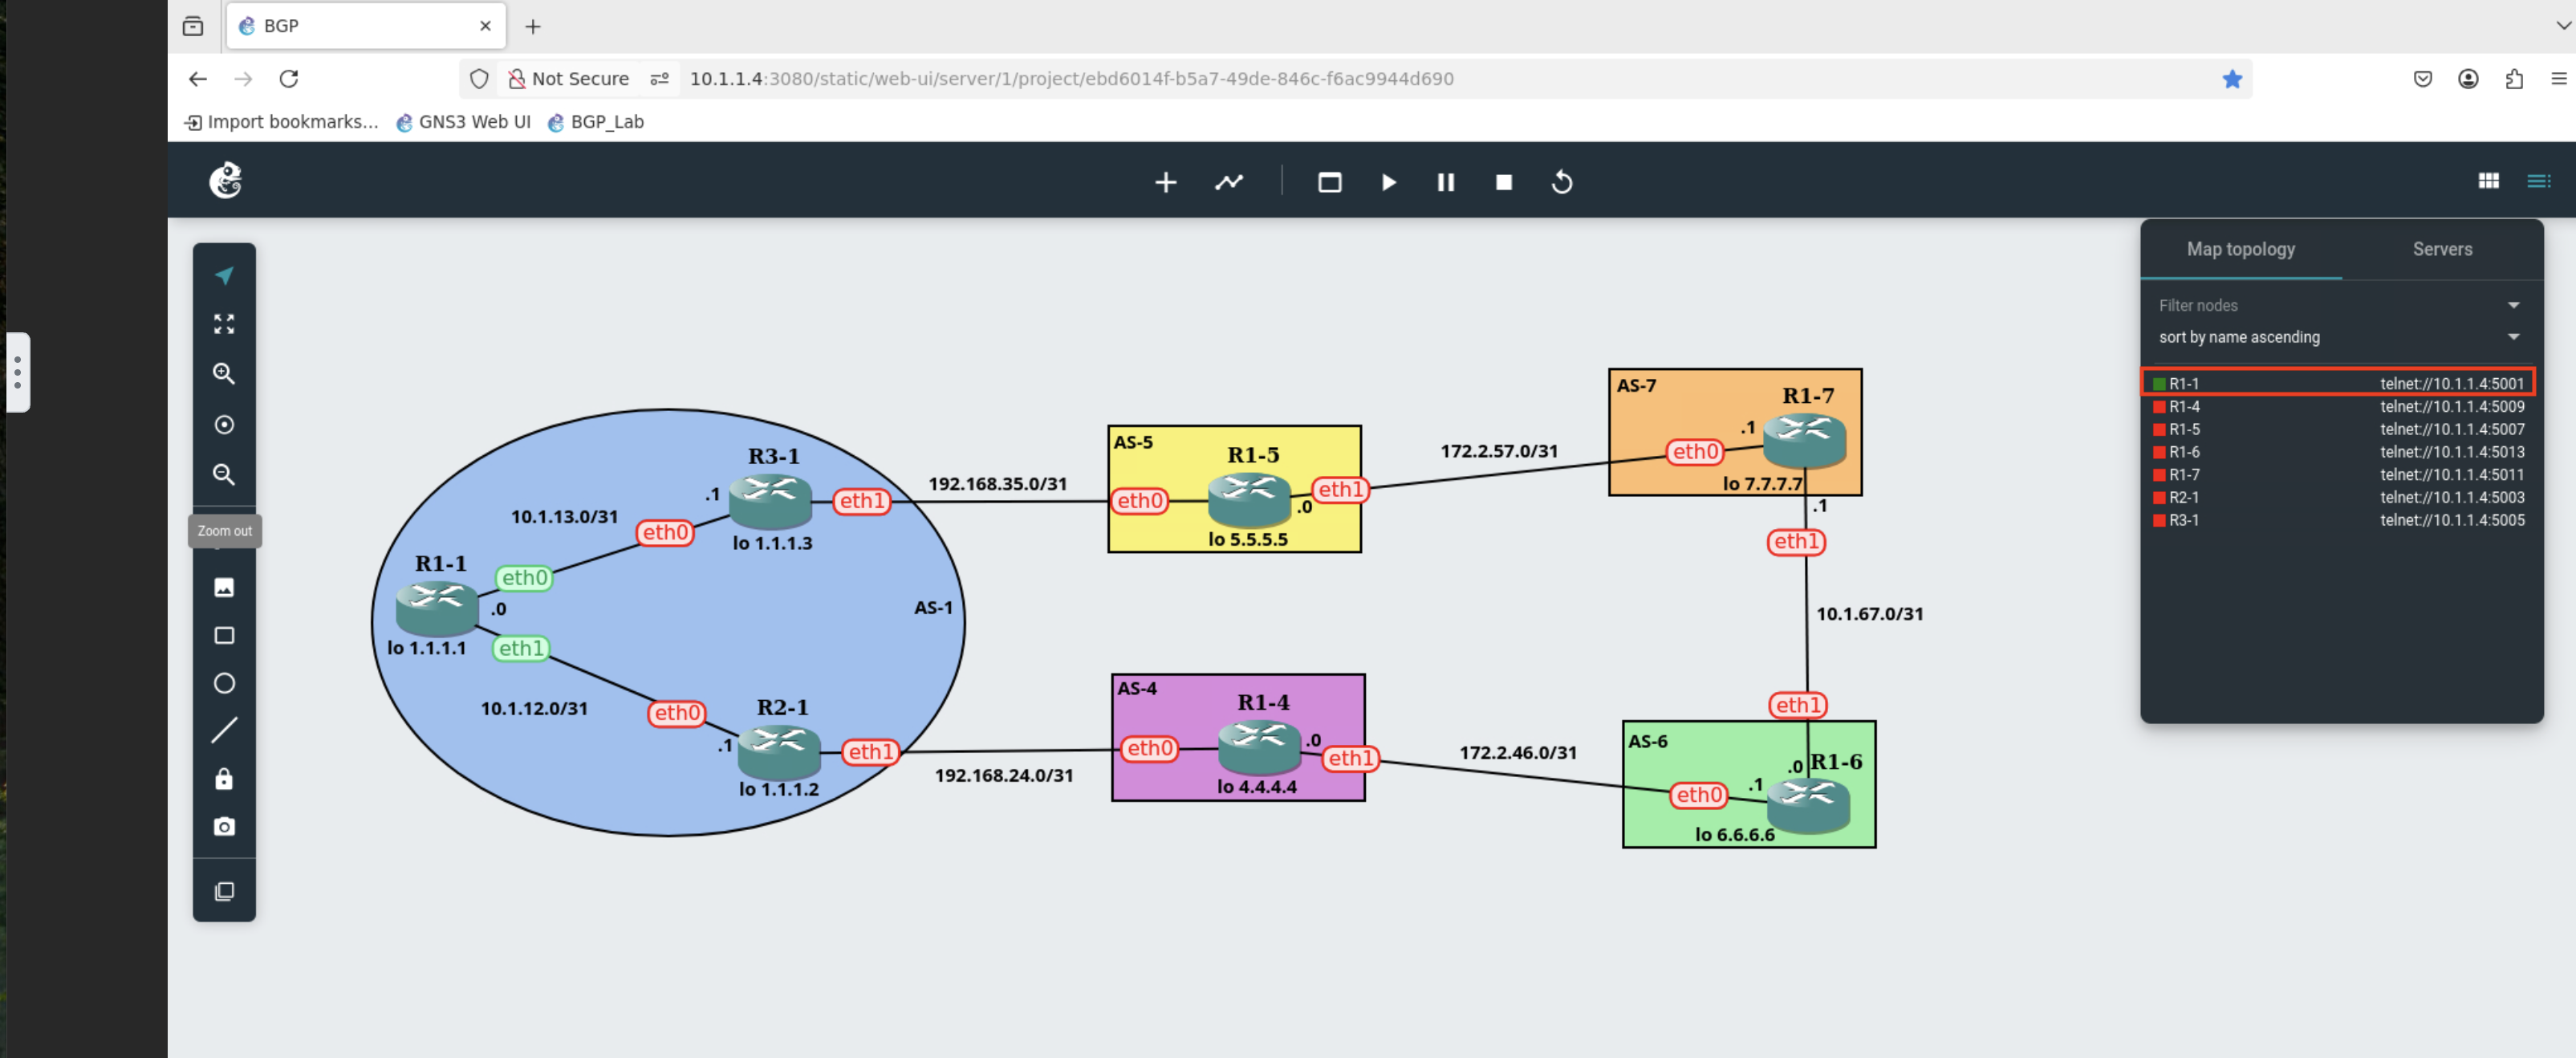 BGP
Not Secure
10.1.1.4:3080/static/web-ui/server/1/project/ebd6014f-b5a7-49de-846c-f6ac9944d690
Import bookmarks...
GNS3 Web UI
BGP_Lab
Map topology
Servers
Filter nodes
sort by name ascending
R1-1 telnet://10.1.1.4:5001
R1-4 telnet://10.1.1.4:5009
R1-5 telnet://10.1.1.4:5007
R1-6 telnet://10.1.1.4:5013
R1-7 telnet://10.1.1.4:5011
R2-1 telnet://10.1.1.4:5003
R3-1 telnet://10.1.1.4:5005
Zoom out
AS-1
R3-1
.1
eth1
eth0
lo 1.1.1.3
10.1.13.0/31
R1-1
eth0
.0
lo 1.1.1.1
eth1
10.1.12.0/31
R2-1
eth0
.1
eth1
lo 1.1.1.2
192.168.35.0/31
192.168.24.0/31
AS-5
R1-5
eth0
eth1
.0
lo 5.5.5.5
172.2.57.0/31
AS-7
R1-7
.1
eth0
lo 7.7.7.7
.1
eth1
10.1.67.0/31
AS-4
R1-4
eth0
.0
eth1
lo 4.4.4.4
172.2.46.0/31
eth1
AS-6
.0
R1-6
.1
eth0
lo 6.6.6.6